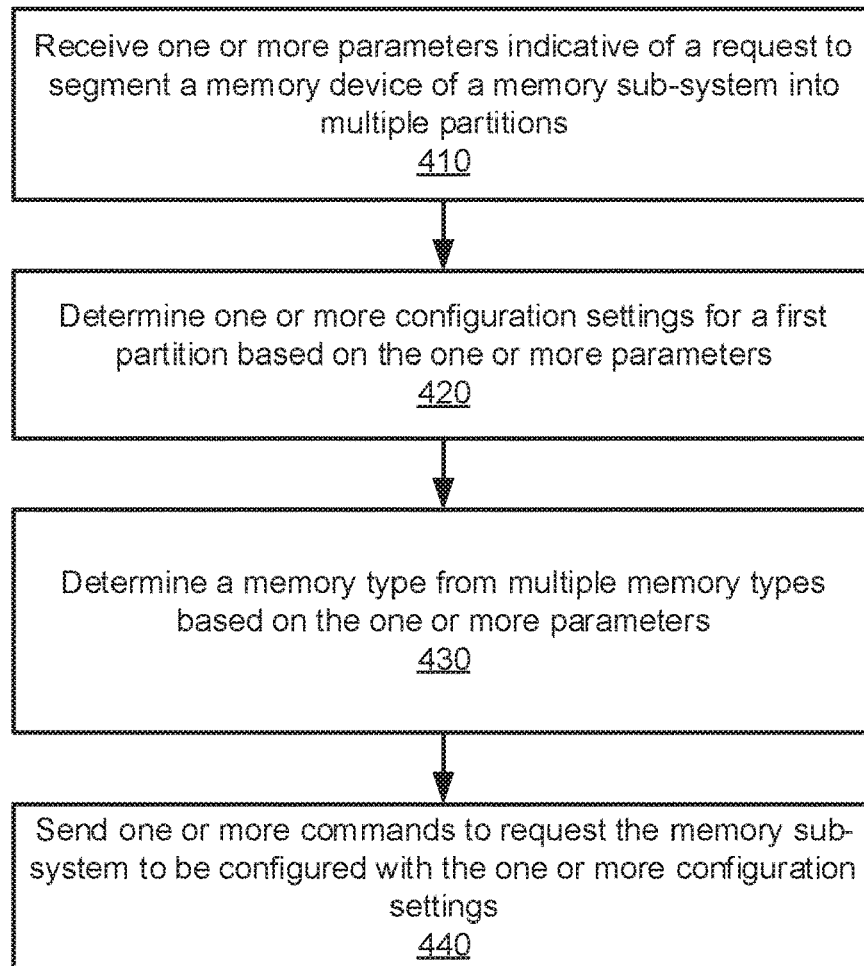 Receive one or more parameters indicative of a request to
segment a memory device of a memory sub-system into
multiple partitions
410
Determine one or more configuration settings for a first
partition based on the one or more parameters
420
Determine a memory type from multiple memory types
based on the one or more parameters
430
Send one or more commands to request the memory sub-
system to be configured with the one or more configuration
settings
440